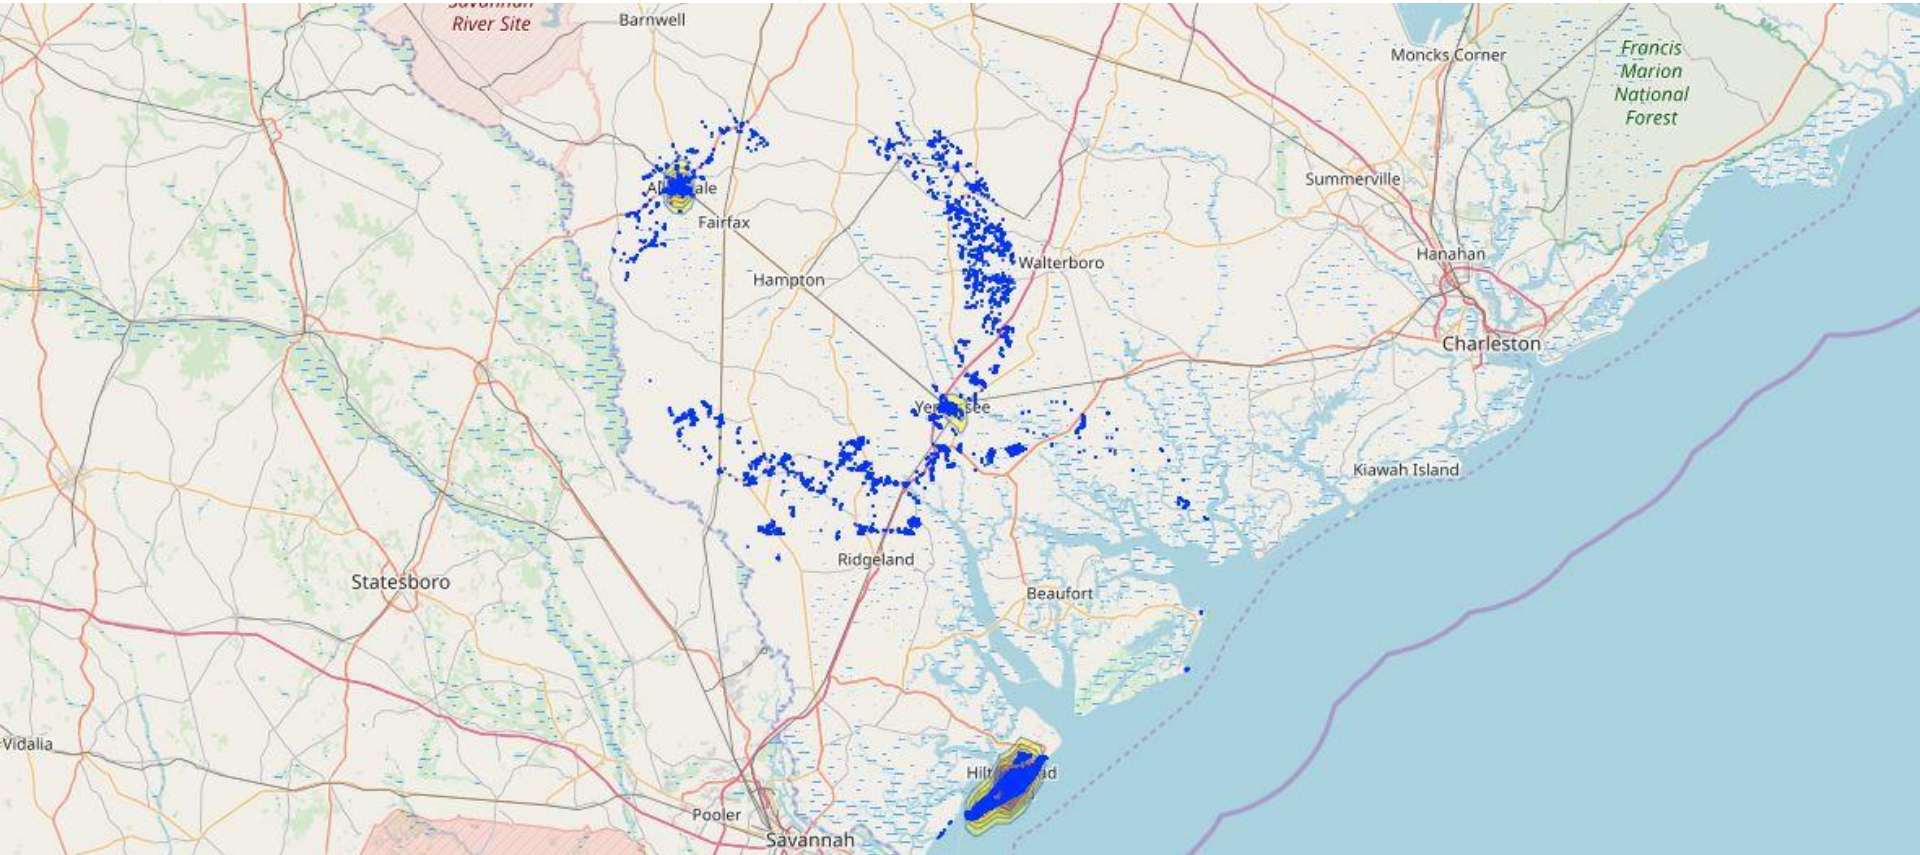 Savannah
River Site
Barnwell
Moncks Corner
Francis
Marion
National
Forest
Summerville
Fairfax
Hanahan
Walterboro
Hampton
Charleston
Kiawah Island
Ridgeland
Statesboro
Beaufort
Vidalia
Pooler
Savannah